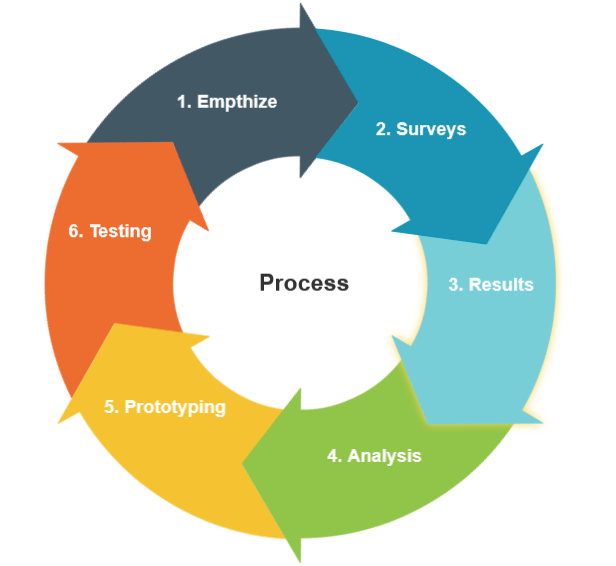 1. Empthize
2. Surveys
3. Results
4. Analysis
5. Prototyping
6. Testing
Process